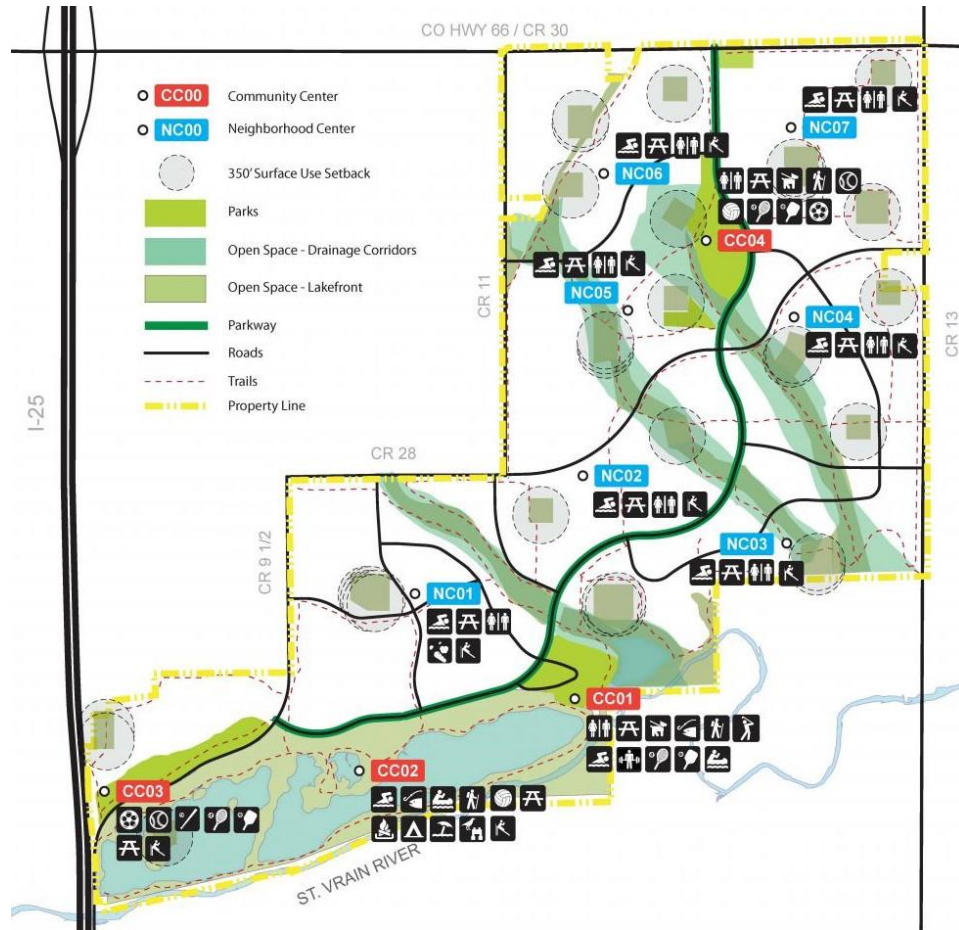 CO HWY 66 / CR 30
CC00 Community Center
NC00 Neighborhood Center
350' Surface Use Setback
Parks
Open Space - Drainage Corridors
Open Space - Lakefront
Parkway
Roads
Trails
Property Line
I-25
CR 11
CR 13
CR 28
CR 9 1/2
NC07
NC06
CC04
NC05
NC04
NC02
NC03
NC01
CC01
CC02
CC03
ST. VRAIN RIVER